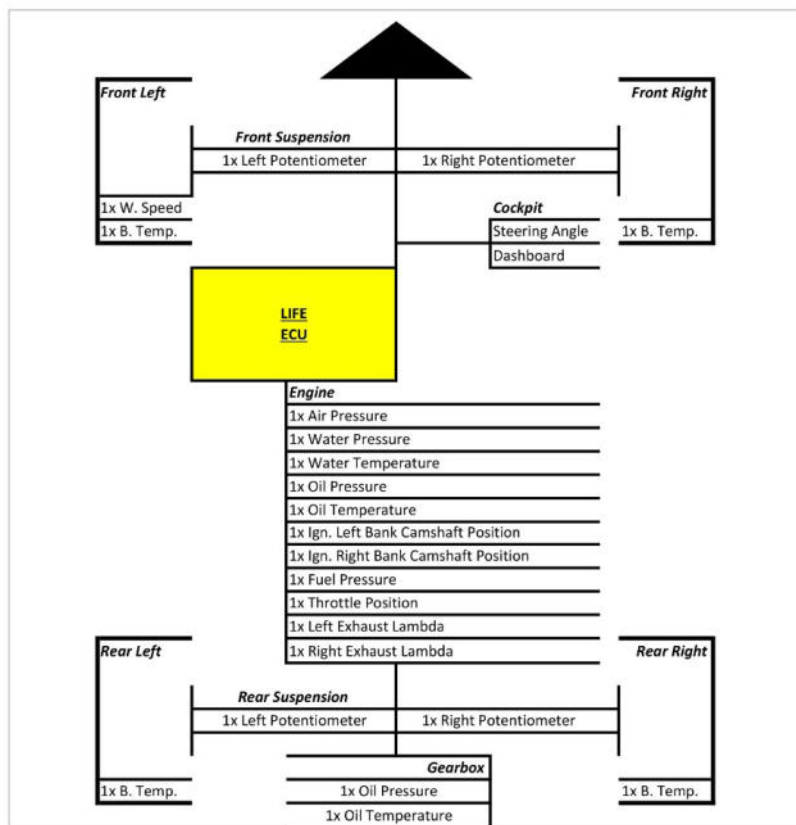 Front Left
Front Right
Front Suspension
1x Left Potentiometer
1x Right Potentiometer
1x W. Speed
1x B. Temp.
Cockpit
Steering Angle
Dashboard
1x B. Temp.
LIFE
ECU
Engine
1x Air Pressure
1x Water Pressure
1x Water Temperature
1x Oil Pressure
1x Oil Temperature
1x Ign. Left Bank Camshaft Position
1x Ign. Right Bank Camshaft Position
1x Fuel Pressure
1x Throttle Position
1x Left Exhaust Lambda
1x Right Exhaust Lambda
Rear Left
Rear Right
Rear Suspension
1x Left Potentiometer
1x Right Potentiometer
1x B. Temp.
Gearbox
1x Oil Pressure
1x Oil Temperature
1x B. Temp.